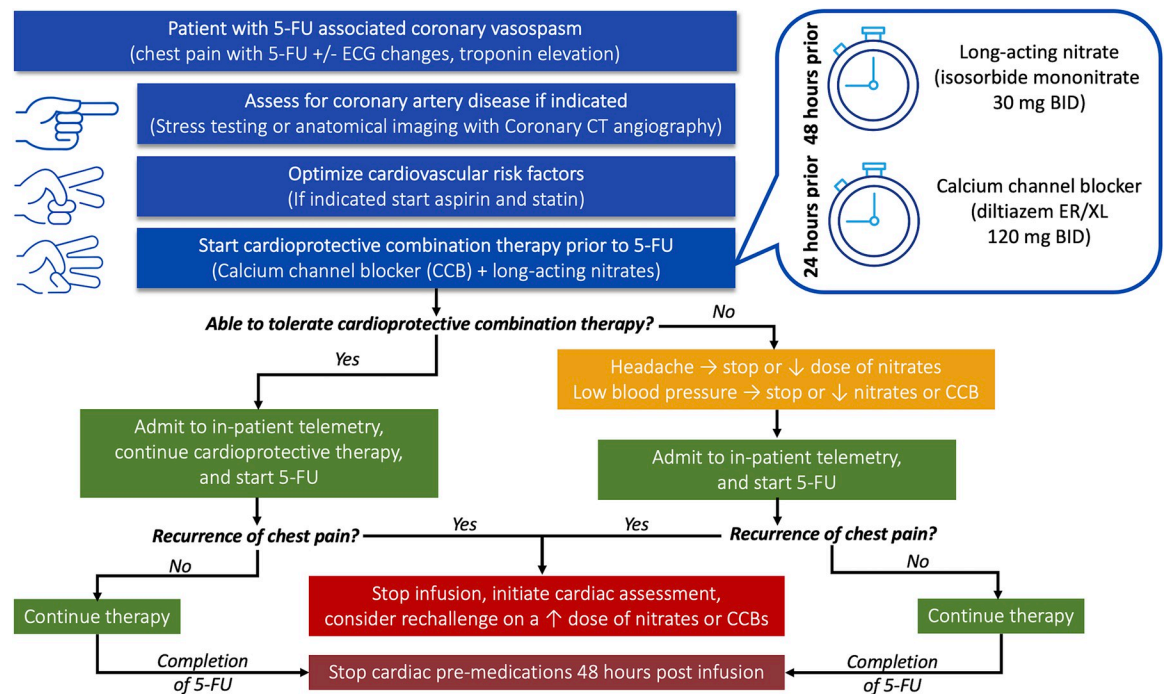 Patient with 5-FU associated coronary vasospasm
(chest pain with 5-FU +/- ECG changes, troponin elevation)
Assess for coronary artery disease if indicated
(Stress testing or anatomical imaging with Coronary CT angiography)
Optimize cardiovascular risk factors
(If indicated start aspirin and statin)
Start cardioprotective combination therapy prior to 5-FU
(Calcium channel blocker (CCB) + long-acting nitrates)
48 hours prior
Long-acting nitrate
(isosorbide mononitrate
30 mg BID)
24 hours prior
Calcium channel blocker
(diltiazem ER/XL
120 mg BID)
Able to tolerate cardioprotective combination therapy?
No
Yes
Headache → stop or ↓ dose of nitrates
Low blood pressure → stop or ↓ nitrates or CCB
Admit to in-patient telemetry,
continue cardioprotective therapy,
and start 5-FU
Admit to in-patient telemetry,
and start 5-FU
Recurrence of chest pain?
Yes
Yes
Recurrence of chest pain?
No
No
Continue therapy
Stop infusion, initiate cardiac assessment,
consider rechallenge on a ↑ dose of nitrates or CCBs
Continue therapy
Completion
of 5-FU
Stop cardiac pre-medications 48 hours post infusion
Completion
of 5-FU